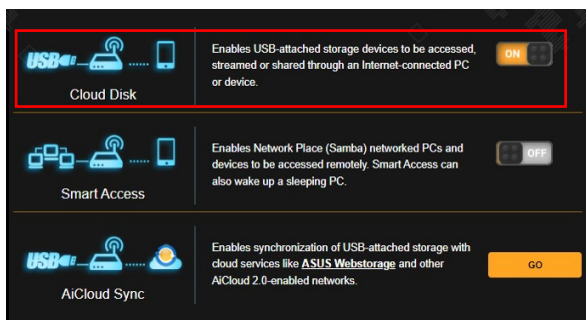 Enables USB-attached storage devices to be accessed,
streamed or shared through an Internet-connected PC
or device.
ON
USB
Cloud Disk
Enables Network Place (Samba) networked PCs and
devices to be accessed remotely. Smart Access can
also wake up a sleeping PC.
OFF
Smart Access
Enables synchronization of USB-attached storage with
cloud services like ASUS Webstorage and other
AiCloud 2.0-enabled networks.
GO
USB
AiCloud Sync